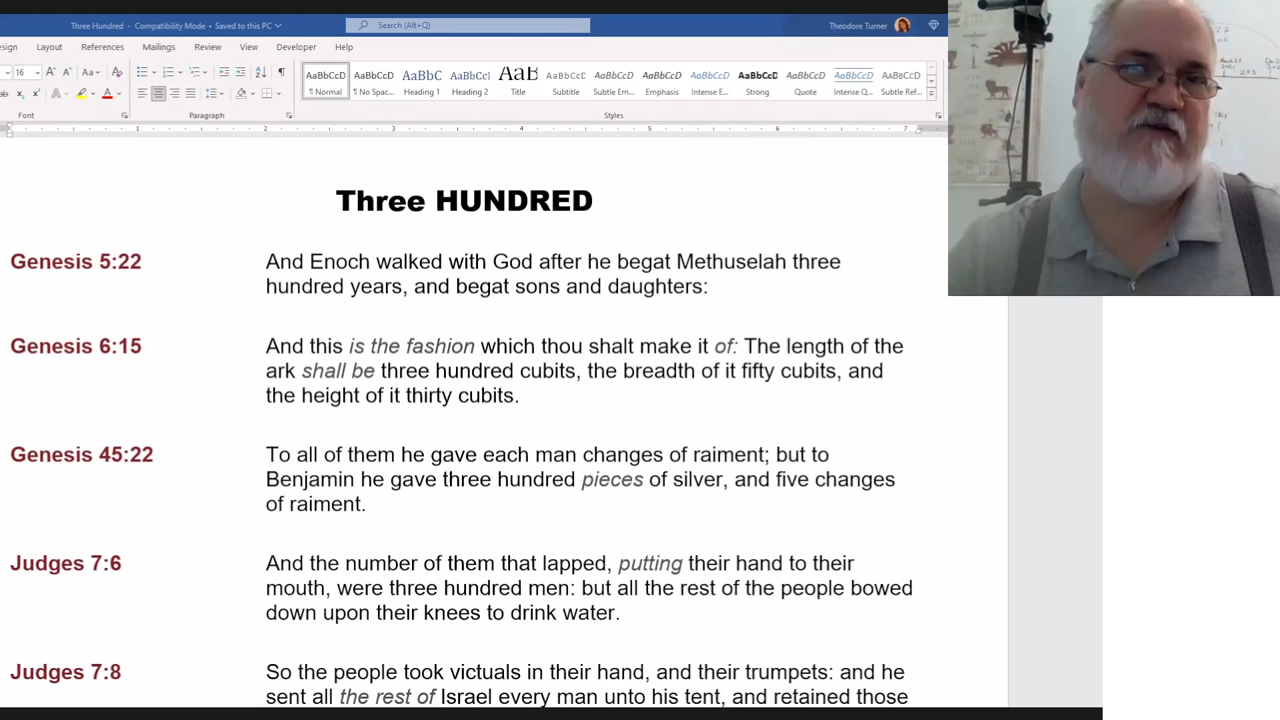 Three Hundred - Compatibility Mode • Saved to this PC
Search (Alt+Q)
Theodore Turner
sign Layout References Mailings Review View Developer Help
16 A A Aa A
AaBbCcD AaBbCcD AaBbC AaBbCcI AaB AaBbCcD AaBbCcD AaBbCcD AaBbCcD AaBbCcD AaBbCcD AaBbCcD AaBbCcD
¶ Normal ¶ No Spac... Heading 1 Heading 2 Title Subtitle Subtle Em... Emphasis Intense E... Strong Quote Intense Q... Subtle Ref...
Font Paragraph Styles
1 2 3 4 5 6 7
Three HUNDRED
Genesis 5:22 And Enoch walked with God after he begat Methuselah three
hundred years, and begat sons and daughters:
Genesis 6:15 And this is the fashion which thou shalt make it of: The length of the
ark shall be three hundred cubits, the breadth of it fifty cubits, and
the height of it thirty cubits.
Genesis 45:22 To all of them he gave each man changes of raiment; but to
Benjamin he gave three hundred pieces of silver, and five changes
of raiment.
Judges 7:6 And the number of them that lapped, putting their hand to their
mouth, were three hundred men: but all the rest of the people bowed
down upon their knees to drink water.
Judges 7:8 So the people took victuals in their hand, and their trumpets: and he
sent all the rest of Israel every man unto his tent, and retained those